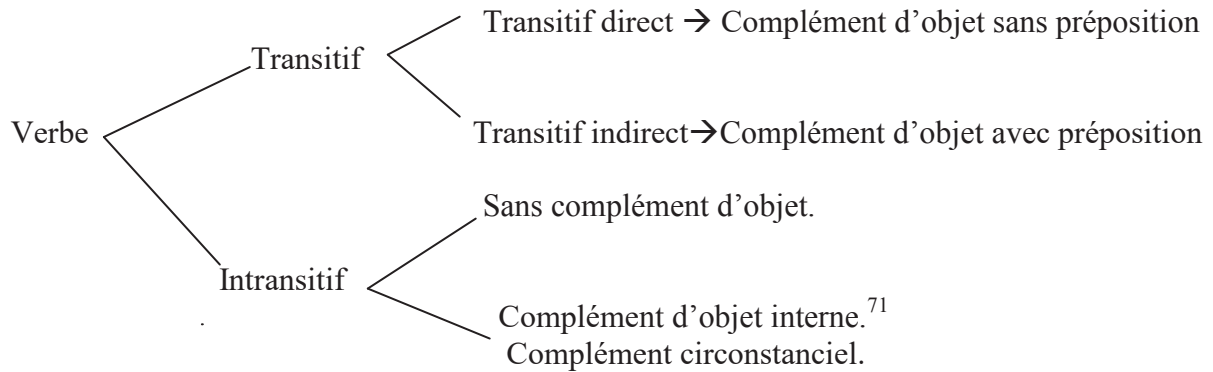 Transitif direct → Complément d’objet sans préposition
Transitif
Verbe
Transitif indirect→Complément d’objet avec préposition
Sans complément d’objet.
Intransitif
Complément d’objet interne.71
Complément circonstanciel.